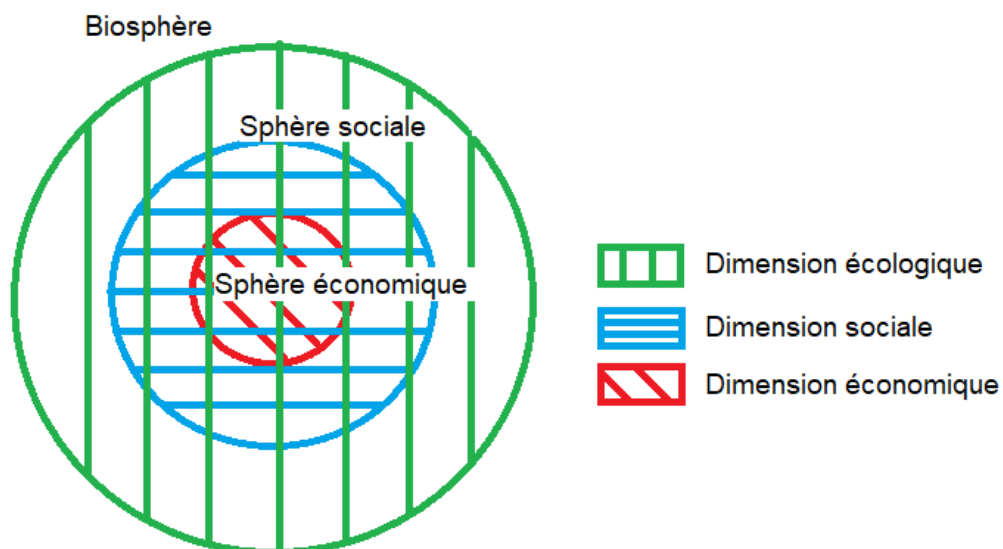 Biosphère
Sphère sociale
Sphère économique
Dimension écologique
Dimension sociale
Dimension économique